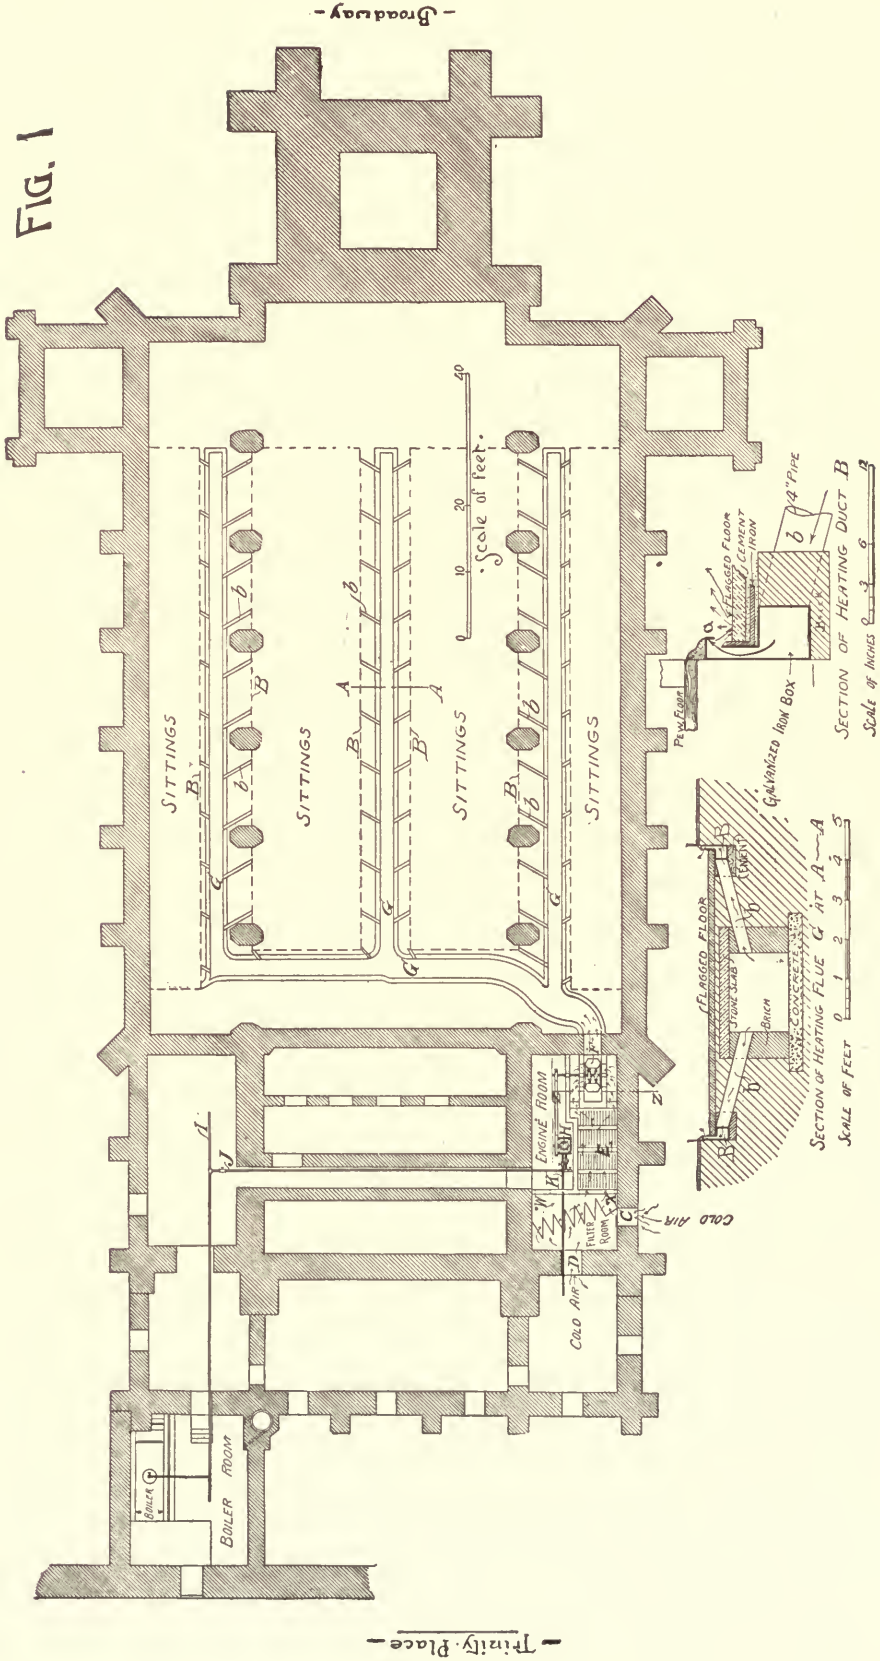 FIG. 1
- Broadway -
- Trinity Place -
SITTINGS
SITTINGS
SITTINGS
SITTINGS
B
b
B
b
b
A
A
B
B
B
b
b
G
G
G
G
Scale of feet.
0 10 20 40
BOILER
BOILER ROOM
I
J
ENGINE ROOM
H
K
W
E
X
Z
FILTER
ROOM
C
D
COLD AIR
COLD AIR
FLAGGED FLOOR
STONE SLAB
BRICK
CONCRETE
CEMENT
B
B
b
b
SECTION OF HEATING FLUE G AT A—A
SCALE OF FEET 0 1 2 3 4 5
PEW FLOOR
a
FLAGGED FLOOR
CEMENT
IRON
b
4" PIPE
BRICK
GALVANIZED IRON BOX
SECTION OF HEATING DUCT B
SCALE OF INCHES 0 3 6 12